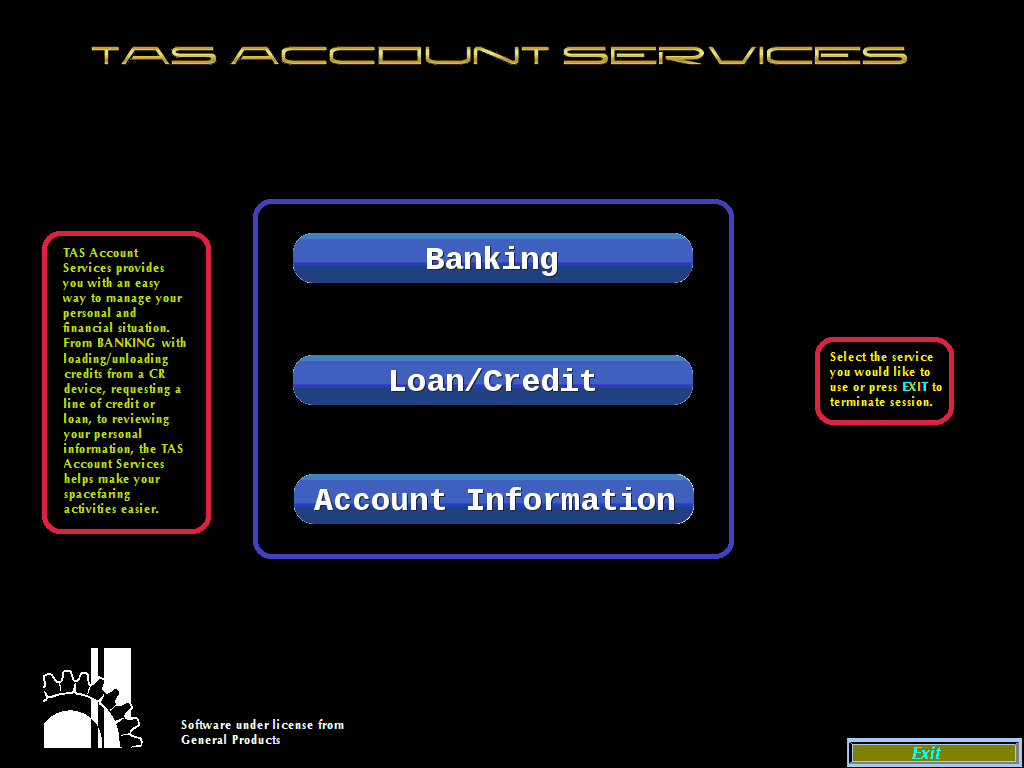 TAS ACCOUNT SERVICES
TAS Account
Services provides
you with an easy
way to manage your
personal and
financial situation.
From BANKING with
loading/unloading
credits from a CR
device, requesting a
line of credit or
loan, to reviewing
your personal
information, the TAS
Account Services
helps make your
spacefaring
activities easier.
Banking
Loan/Credit
Account Information
Select the service
you would like to
use or press EXIT to
terminate session.
Software under license from
General Products
Exit